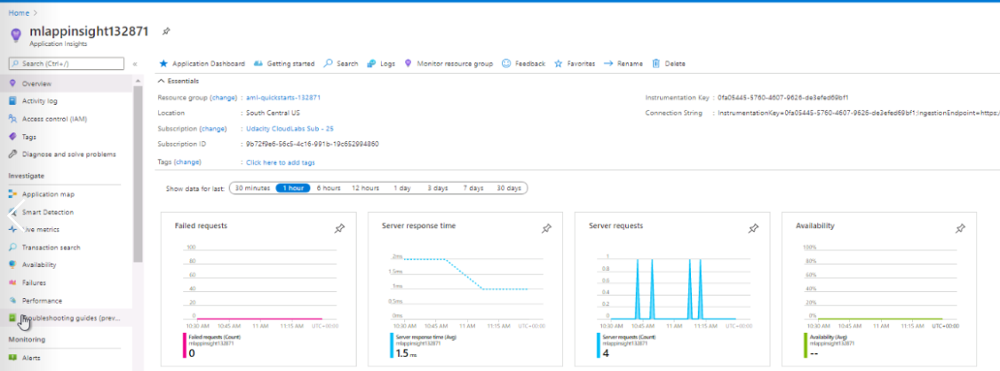 Home >
mlappinsight132871
Application Insights
Search (Ctrl+/)
«
Application Dashboard Getting started Search Logs Monitor resource group Feedback Favorites Rename Delete
Overview
Activity log
Access control (IAM)
Tags
Diagnose and solve problems
Investigate
Application map
Smart Detection
Live metrics
Transaction search
Availability
Failures
Performance
Troubleshooting guides (prev...
Monitoring
Alerts
Essentials
Resource group (change) : aml-quickstarts-132871
Location : South Central US
Subscription (change) : Udacity CloudLabs Sub - 25
Subscription ID : 9b72f9e6-56c5-4c16-991b-19c652994860
Tags (change) : Click here to add tags
Instrumentation Key : 0fa05445-5760-4607-9626-de3efed69bf1
Connection String : InstrumentationKey=0fa05445-5760-4607-9626-de3efed69bf1;IngestionEndpoint=https:/
Show data for last: 30 minutes 1 hour 6 hours 12 hours 1 day 3 days 7 days 30 days
Failed requests
100
80
60
40
20
0
10:30 AM 10:45 AM 11 AM 11:15 AM UTC+00:00
Failed requests (Count)
mlappinsight132871
0
Server response time
2ms
1.5ms
1ms
0.5ms
0ms
10:30 AM 10:45 AM 11 AM 11:15 AM UTC+00:00
Server response time (Avg)
mlappinsight132871
1.5 ms
Server requests
1
0.8
0.6
0.4
0.2
0
10:30 AM 10:45 AM 11 AM 11:15 AM UTC+00:00
Server requests (Count)
mlappinsight132871
4
Availability
100%
80%
60%
40%
20%
0%
10:30 AM 10:45 AM 11 AM 11:15 AM UTC+00:00
Availability (Avg)
mlappinsight132871
--